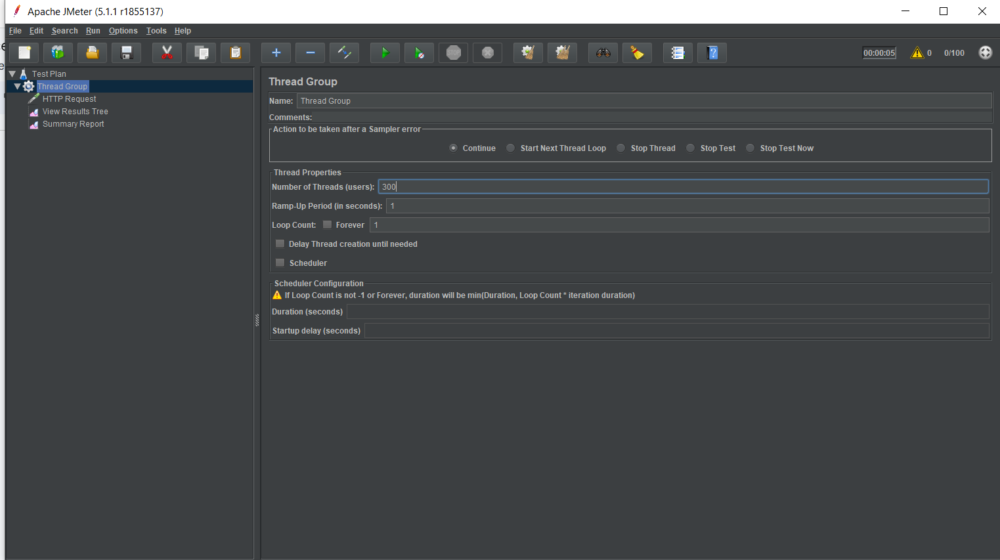 Apache JMeter (5.1.1 r1855137)
File Edit Search Run Options Tools Help
STOP
00:00:05 0 0/100
Test Plan
Thread Group
HTTP Request
View Results Tree
Summary Report
Thread Group
Name: Thread Group
Comments:
Action to be taken after a Sampler error
Continue Start Next Thread Loop Stop Thread Stop Test Stop Test Now
Thread Properties
Number of Threads (users): 300
Ramp-Up Period (in seconds): 1
Loop Count: Forever 1
Delay Thread creation until needed
Scheduler
Scheduler Configuration
If Loop Count is not -1 or Forever, duration will be min(Duration, Loop Count * iteration duration)
Duration (seconds)
Startup delay (seconds)